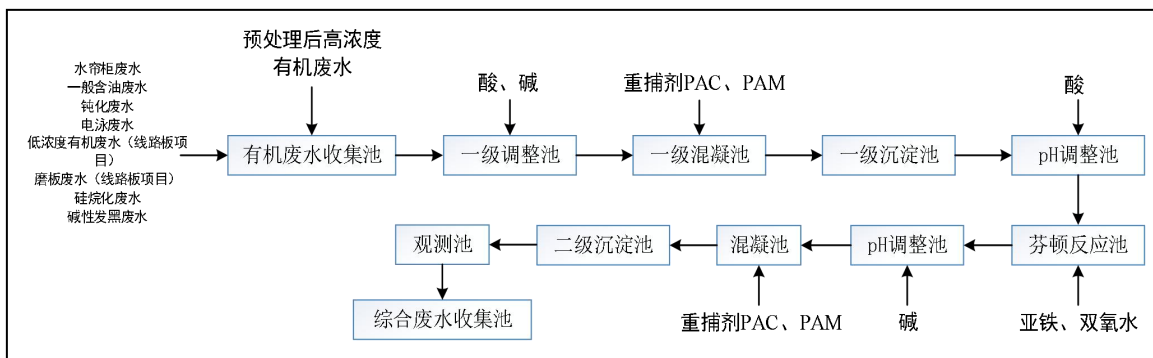 预处理后高浓度
有机废水
水帘柜废水
一般含油废水
钝化废水
电泳废水
低浓度有机废水（线路板项
目）
磨板废水（线路板项目）
硅烷化废水
碱性发黑废水
酸、碱
重捕剂PAC、PAM
酸
有机废水收集池
一级调整池
一级混凝池
一级沉淀池
pH调整池
观测池
二级沉淀池
混凝池
pH调整池
芬顿反应池
综合废水收集池
重捕剂PAC、PAM
碱
亚铁、双氧水